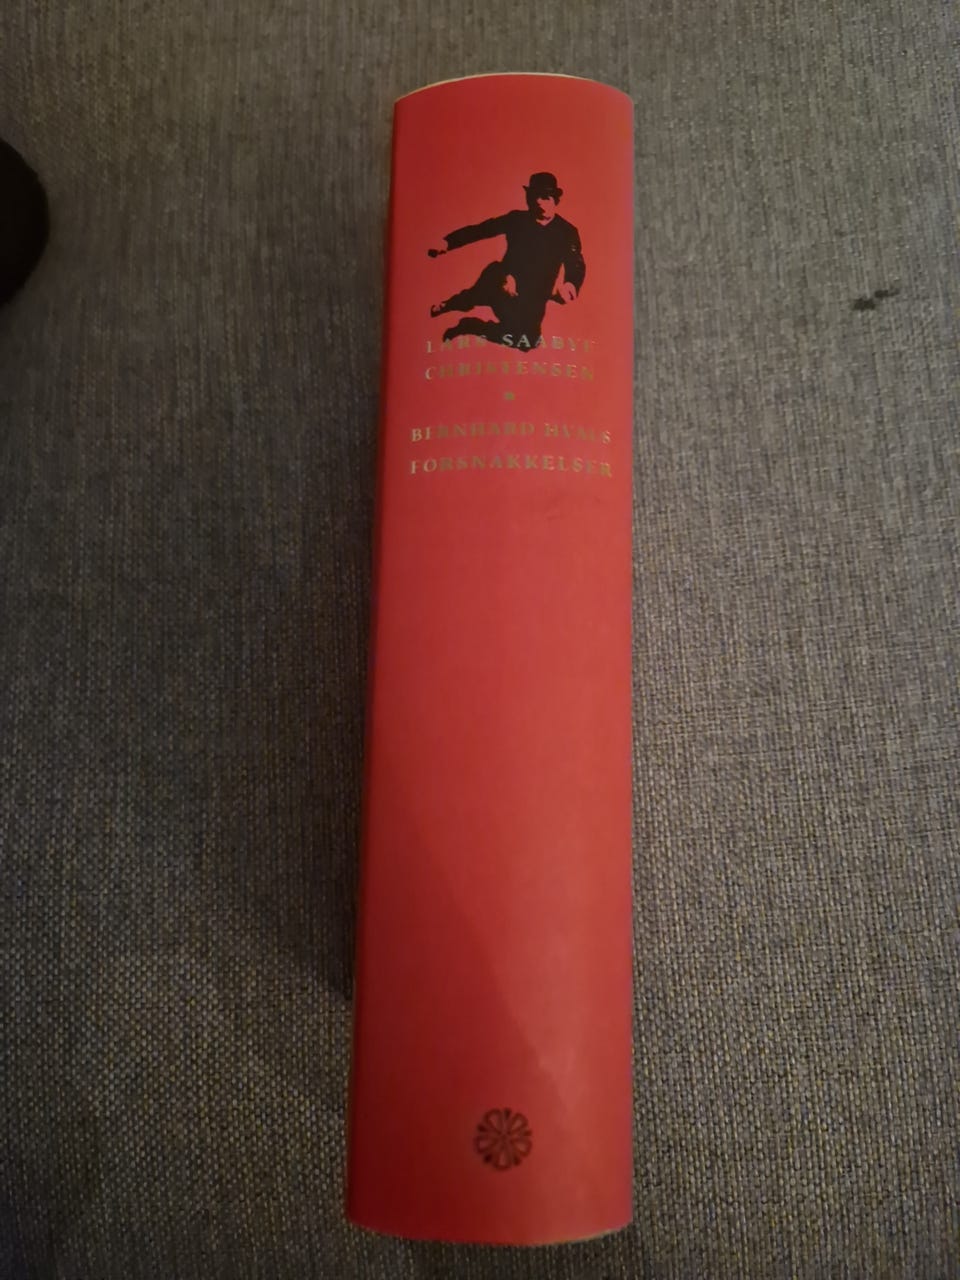 LARS SAABYE
CHRISTENSEN
BERNHARD HVALS
FORSNAKKELSER